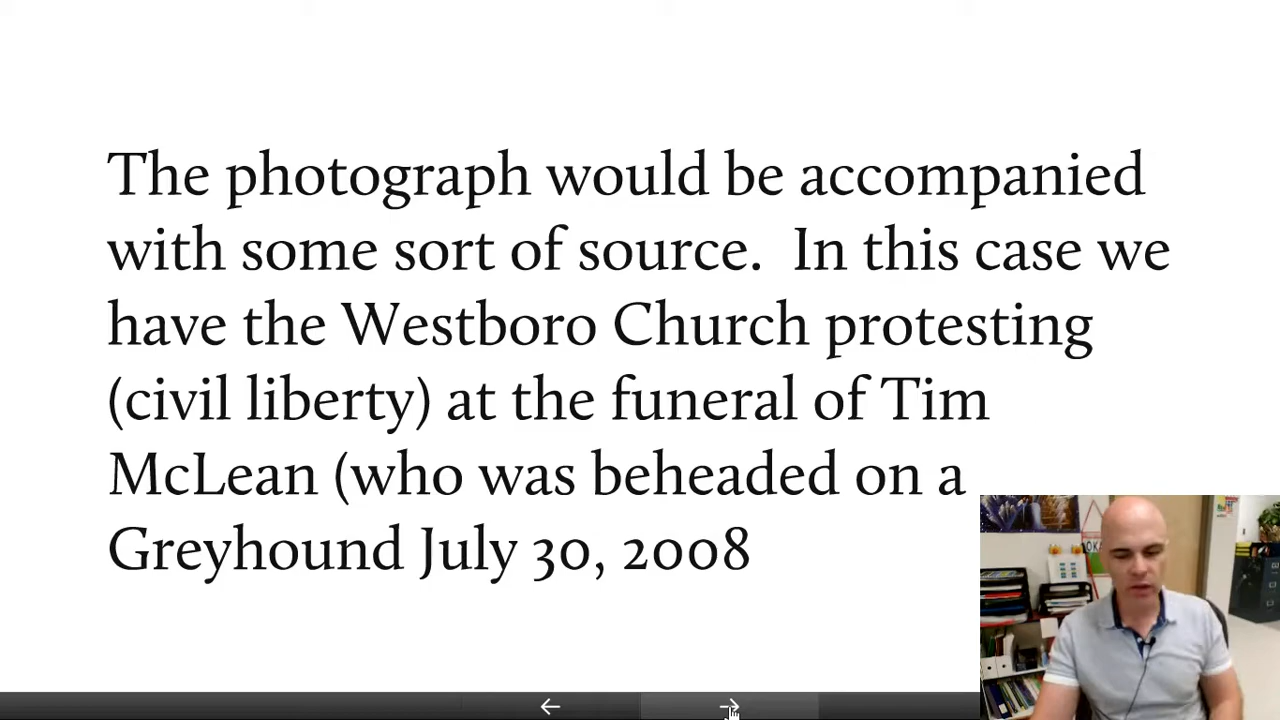 The photograph would be accompanied
with some sort of source.  In this case we
have the Westboro Church protesting
(civil liberty) at the funeral of Tim
McLean (who was beheaded on a
Greyhound July 30, 2008